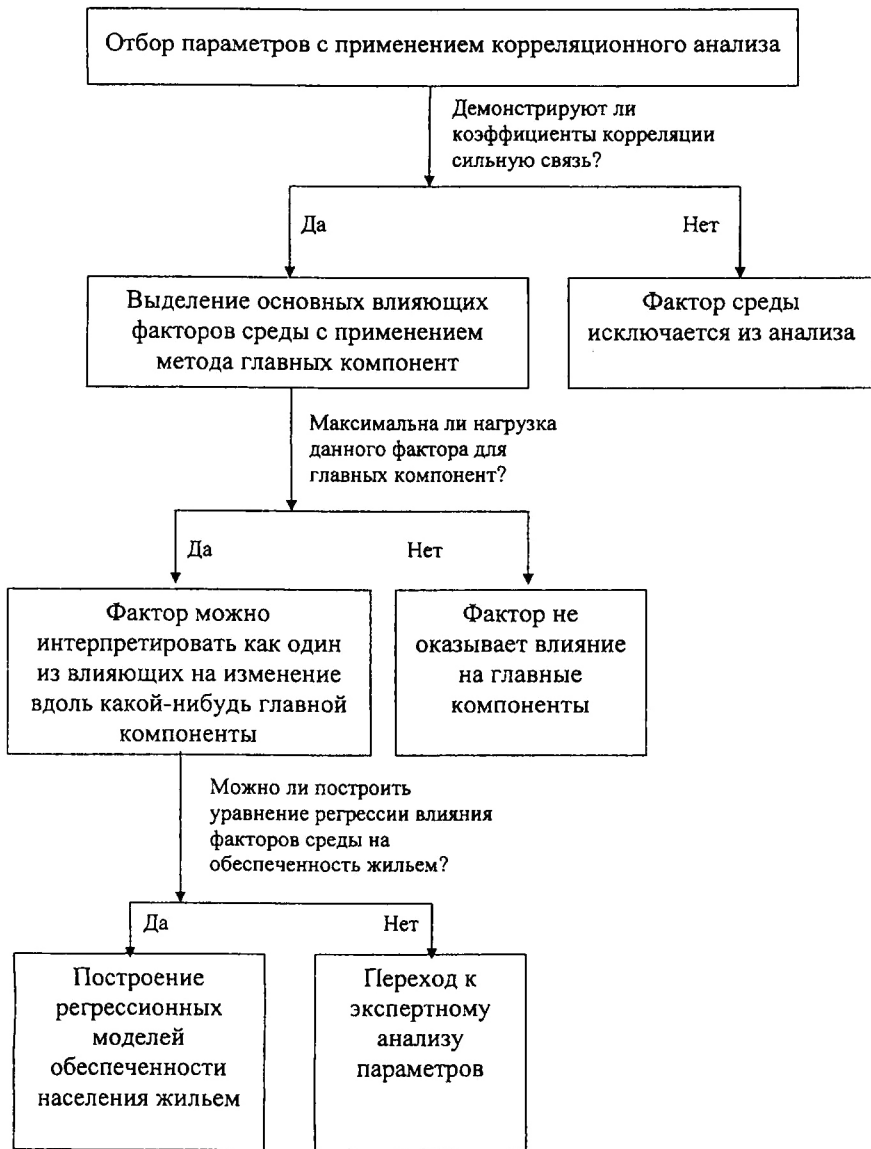 Отбор параметров с применением корреляционного анализа
Демонстрируют ли
коэффициенты корреляции
сильную связь?
Да
Нет
Выделение основных влияющих
факторов среды с применением
метода главных компонент
Фактор среды
исключается из анализа
Максимальна ли нагрузка
данного фактора для
главных компонент?
Да
Нет
Фактор можно
интерпретировать как один
из влияющих на изменение
вдоль какой-нибудь главной
компоненты
Фактор не
оказывает влияние
на главные
компоненты
Можно ли построить
уравнение регрессии влияния
факторов среды на
обеспеченность жильем?
Да
Нет
Построение
регрессионных
моделей
обеспеченности
населения жильем
Переход к
экспертному
анализу
параметров